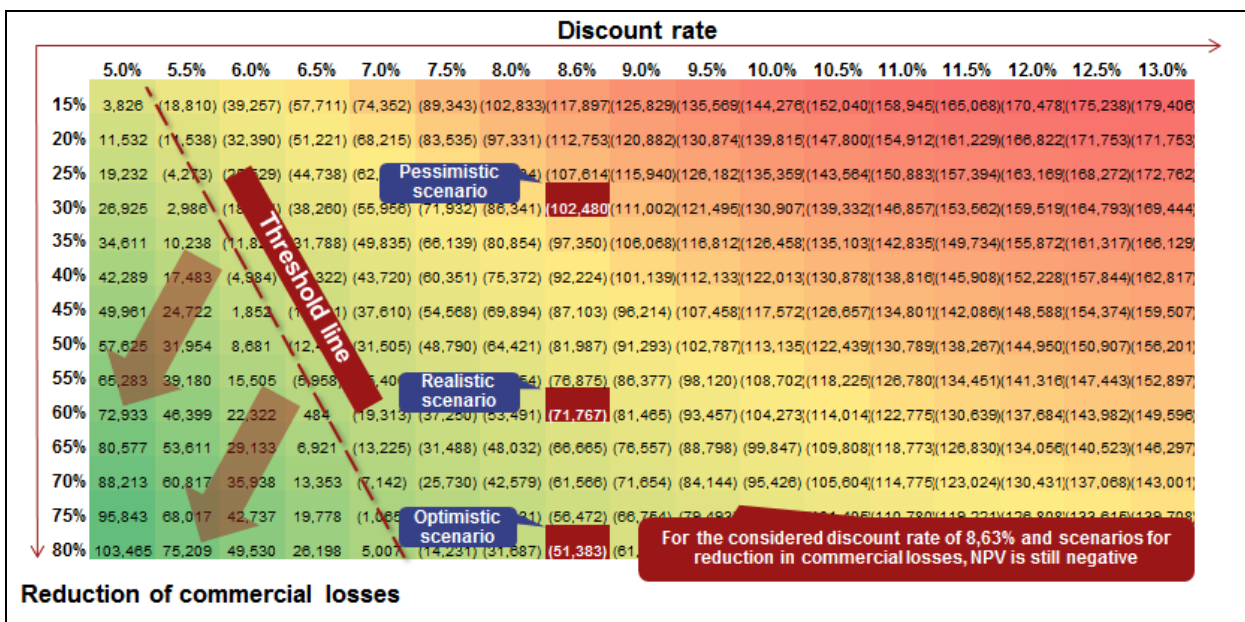 Discount rate
5.0% 5.5% 6.0% 6.5% 7.0% 7.5% 8.0% 8.6% 9.0% 9.5% 10.0% 10.5% 11.0% 11.5% 12.0% 12.5% 13.0%
15% 3,826 (18,810) (39,257) (57,711) (74,352) (89,343) (102,833) (117,897) (125,829) (135,569) (144,276) (152,040) (158,945) (165,068) (170,478) (175,238) (179,406)
20% 11,532 (11,538) (32,390) (51,221) (68,215) (83,535) (97,331) (112,753) (120,882) (130,874) (139,815) (147,800) (154,912) (161,229) (166,822) (171,753) (171,753)
25% 19,232 (4,273) (44,738) (107,614) (115,940) (126,182) (135,359) (143,564) (150,883) (157,394) (163,169) (168,272) (172,762)
Pessimistic
scenario
30% 26,925 2,986 (38,260) (55,956) (71,932) (86,341) (102,480) (111,002) (121,495) (130,907) (139,332) (146,857) (153,562) (159,519) (164,793) (169,444)
35% 34,611 10,238 (49,835) (66,139) (80,854) (97,350) (106,068) (116,812) (126,458) (135,103) (142,835) (149,734) (155,872) (161,317) (166,129)
40% 42,289 17,483 (4,984) (43,720) (60,351) (75,372) (92,224) (101,139) (112,133) (122,013) (130,878) (138,816) (145,908) (152,228) (157,844) (162,817)
45% 49,961 24,722 1,852 (37,610) (54,568) (69,894) (87,103) (96,214) (107,458) (117,572) (126,657) (134,801) (142,086) (148,588) (154,374) (159,507)
50% 57,625 31,954 8,681 (31,505) (48,790) (64,421) (81,987) (91,293) (102,787) (113,135) (122,439) (130,789) (138,267) (144,950) (150,907) (156,201)
Threshold line
55% 65,283 39,180 15,505 (5,958) (76,875) (86,377) (98,120) (108,702) (118,225) (126,780) (134,451) (141,316) (147,443) (152,897)
Realistic
scenario
60% 72,933 46,399 22,322 484 (19,313) (53,491) (71,767) (81,465) (93,457) (104,273) (114,014) (122,775) (130,639) (137,684) (143,982) (149,596)
65% 80,577 53,611 29,133 6,921 (13,225) (31,488) (48,032) (66,665) (76,557) (88,798) (99,847) (109,808) (118,773) (126,830) (134,056) (140,523) (146,297)
70% 88,213 60,817 35,938 13,353 (7,142) (25,730) (42,579) (61,566) (71,654) (84,144) (95,426) (105,604) (114,775) (123,024) (130,431) (137,068) (143,001)
75% 95,843 68,017 42,737 19,778 (56,472) (66,754)
Optimistic
scenario
80% 103,465 75,209 49,530 26,198 5,007 (14,231) (31,687) (51,383)
For the considered discount rate of 8,63% and scenarios for
reduction in commercial losses, NPV is still negative
Reduction of commercial losses